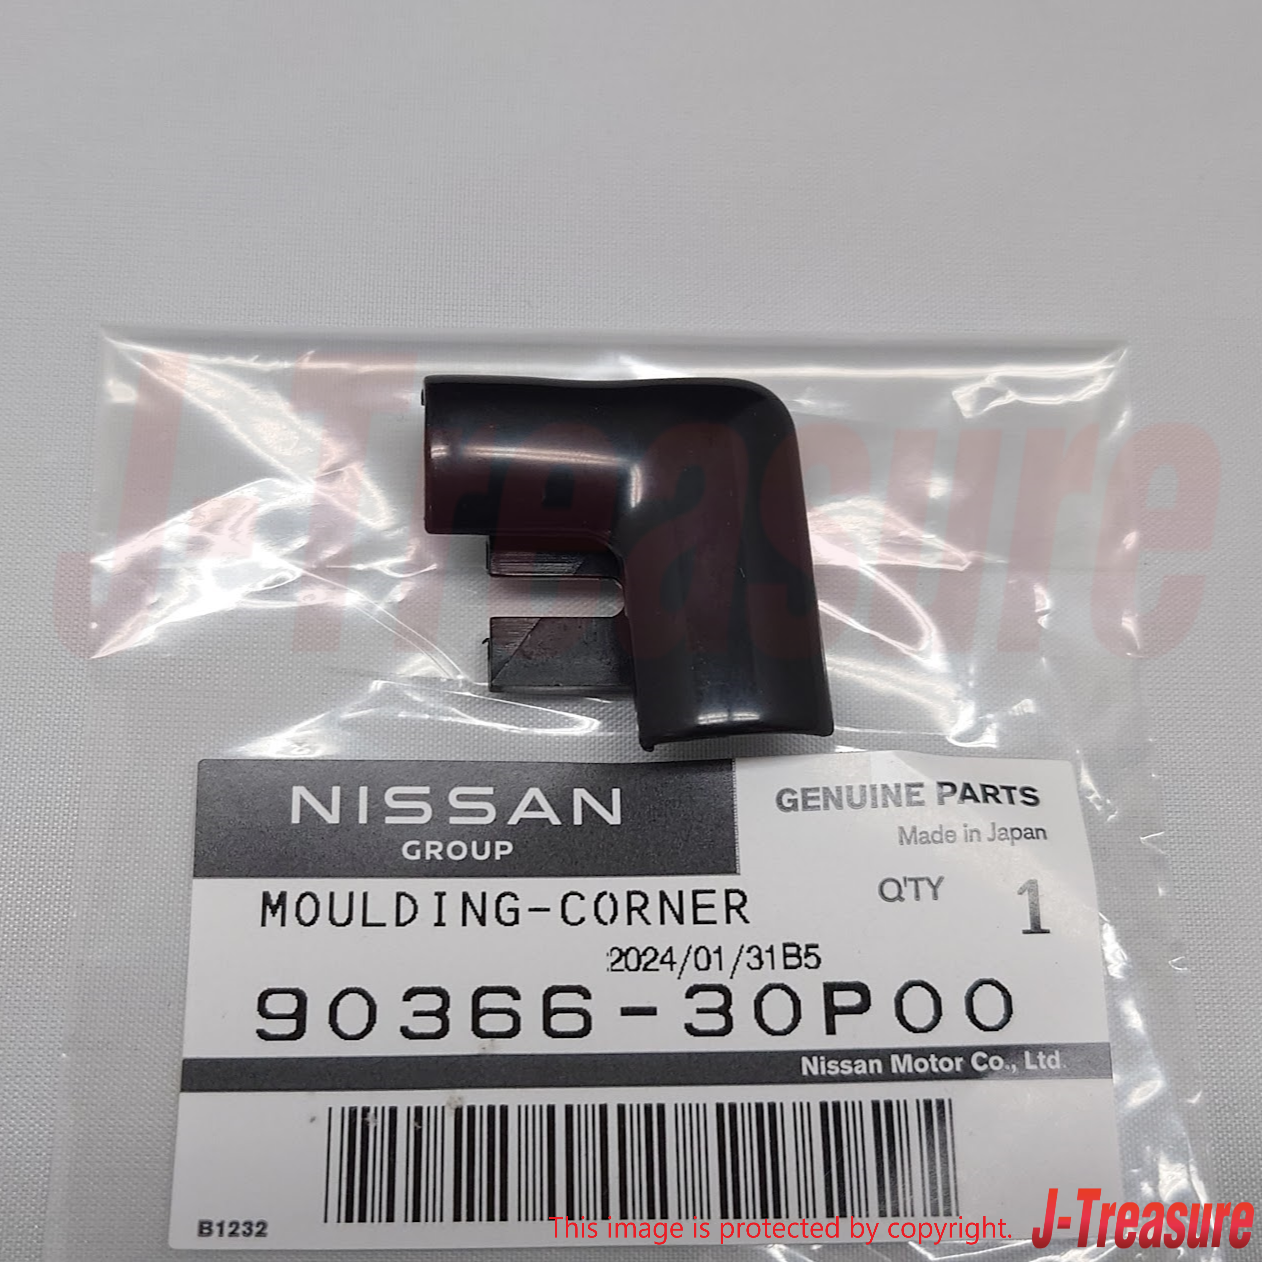 J-Treasure
NISSAN
GROUP
GENUINE PARTS
Made in Japan
MOULDING-CORNER
Q'TY 1
2024/01/31B5
90366-30P00
Nissan Motor Co., Ltd.
B1232
This image is protected by copyright.
J-Treasure